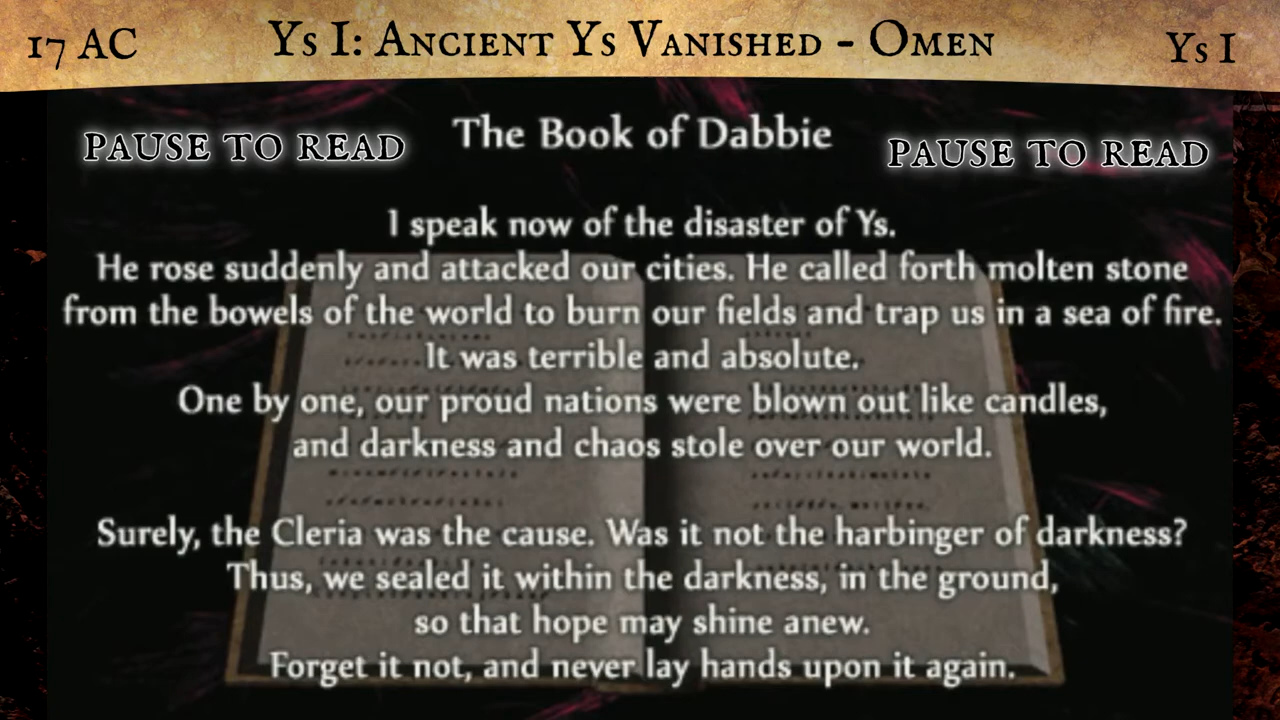 17 AC
Ys I: Ancient Ys Vanished - Omen
Ys I
PAUSE TO READ
The Book of Dabbie
PAUSE TO READ
I speak now of the disaster of Ys.
He rose suddenly and attacked our cities. He called forth molten stone
from the bowels of the world to burn our fields and trap us in a sea of fire.
It was terrible and absolute.
One by one, our proud nations were blown out like candles,
and darkness and chaos stole over our world.
Surely, the Cleria was the cause. Was it not the harbinger of darkness?
Thus, we sealed it within the darkness, in the ground,
so that hope may shine anew.
Forget it not, and never lay hands upon it again.